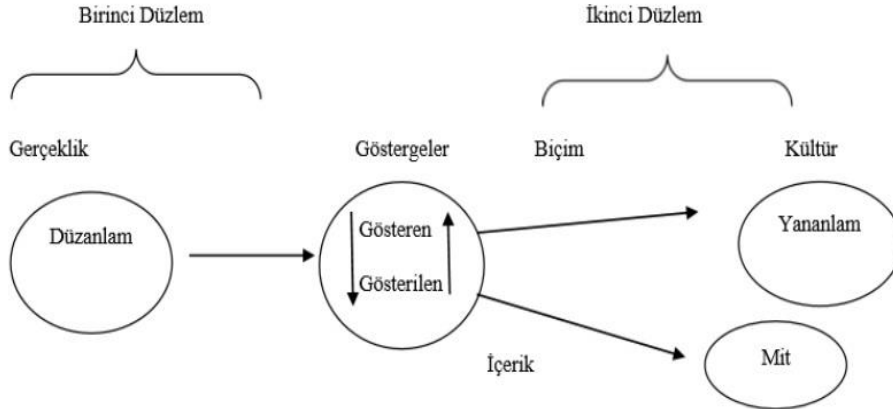 Birinci Düzlem
İkinci Düzlem
Gerçeklik
Göstergeler
Biçim
Kültür
Düzanlam
Gösteren
Gösterilen
Yananlam
İçerik
Mit